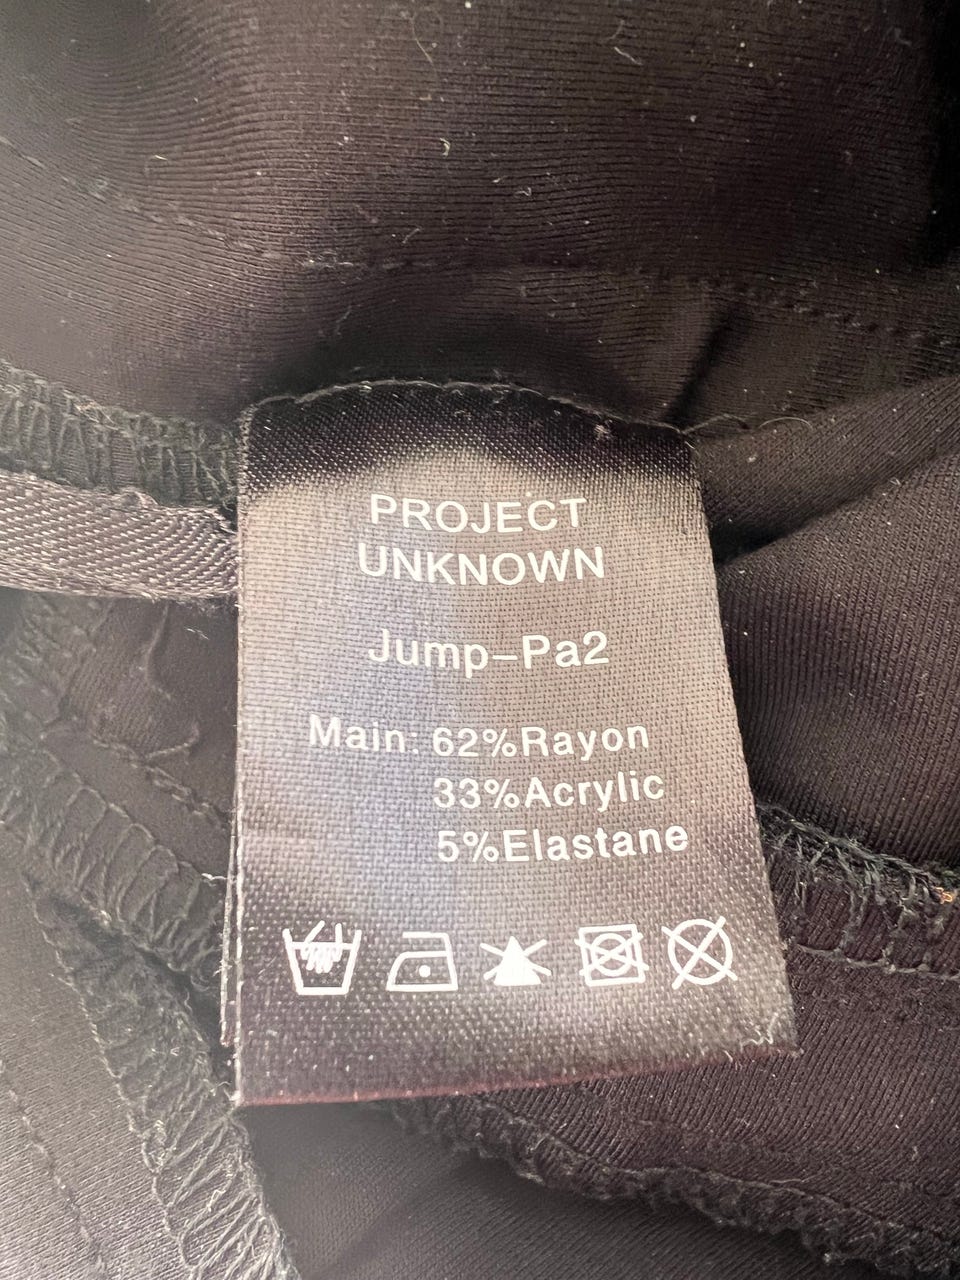 PROJECT
UNKNOWN
Jump-Pa2
Main: 62%Rayon
33%Acrylic
5%Elastane